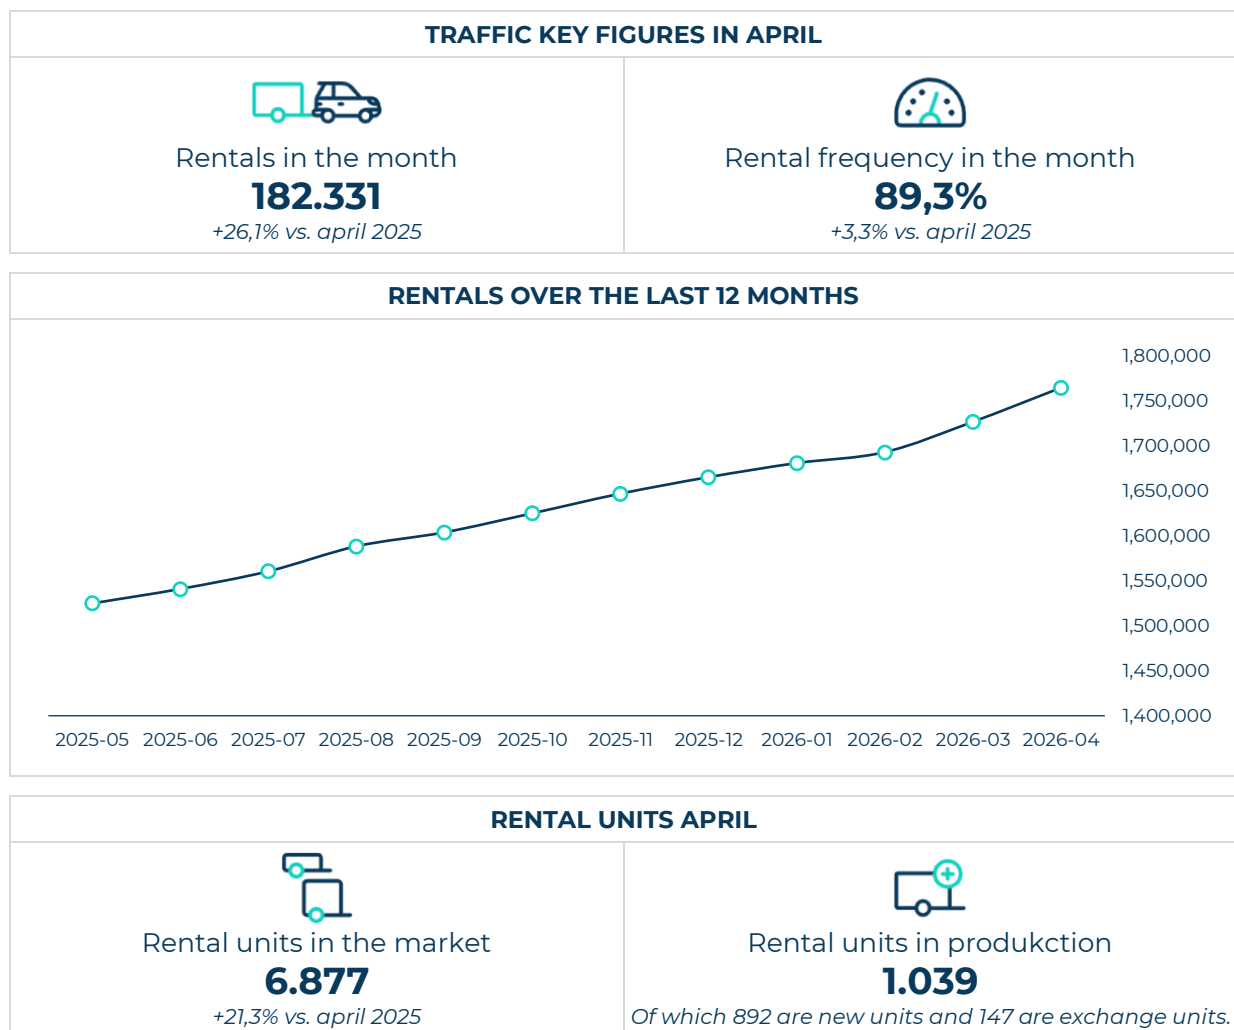 TRAFFIC KEY FIGURES IN APRIL
Rentals in the month
182.331
+26,1% vs. april 2025
Rental frequency in the month
89,3%
+3,3% vs. april 2025
RENTALS OVER THE LAST 12 MONTHS
1,800,000
1,750,000
1,700,000
1,650,000
1,600,000
1,550,000
1,500,000
1,450,000
1,400,000
2025-05 2025-06 2025-07 2025-08 2025-09 2025-10 2025-11 2025-12 2026-01 2026-02 2026-03 2026-04
RENTAL UNITS APRIL
Rental units in the market
6.877
+21,3% vs. april 2025
Rental units in produkction
1.039
Of which 892 are new units and 147 are exchange units.